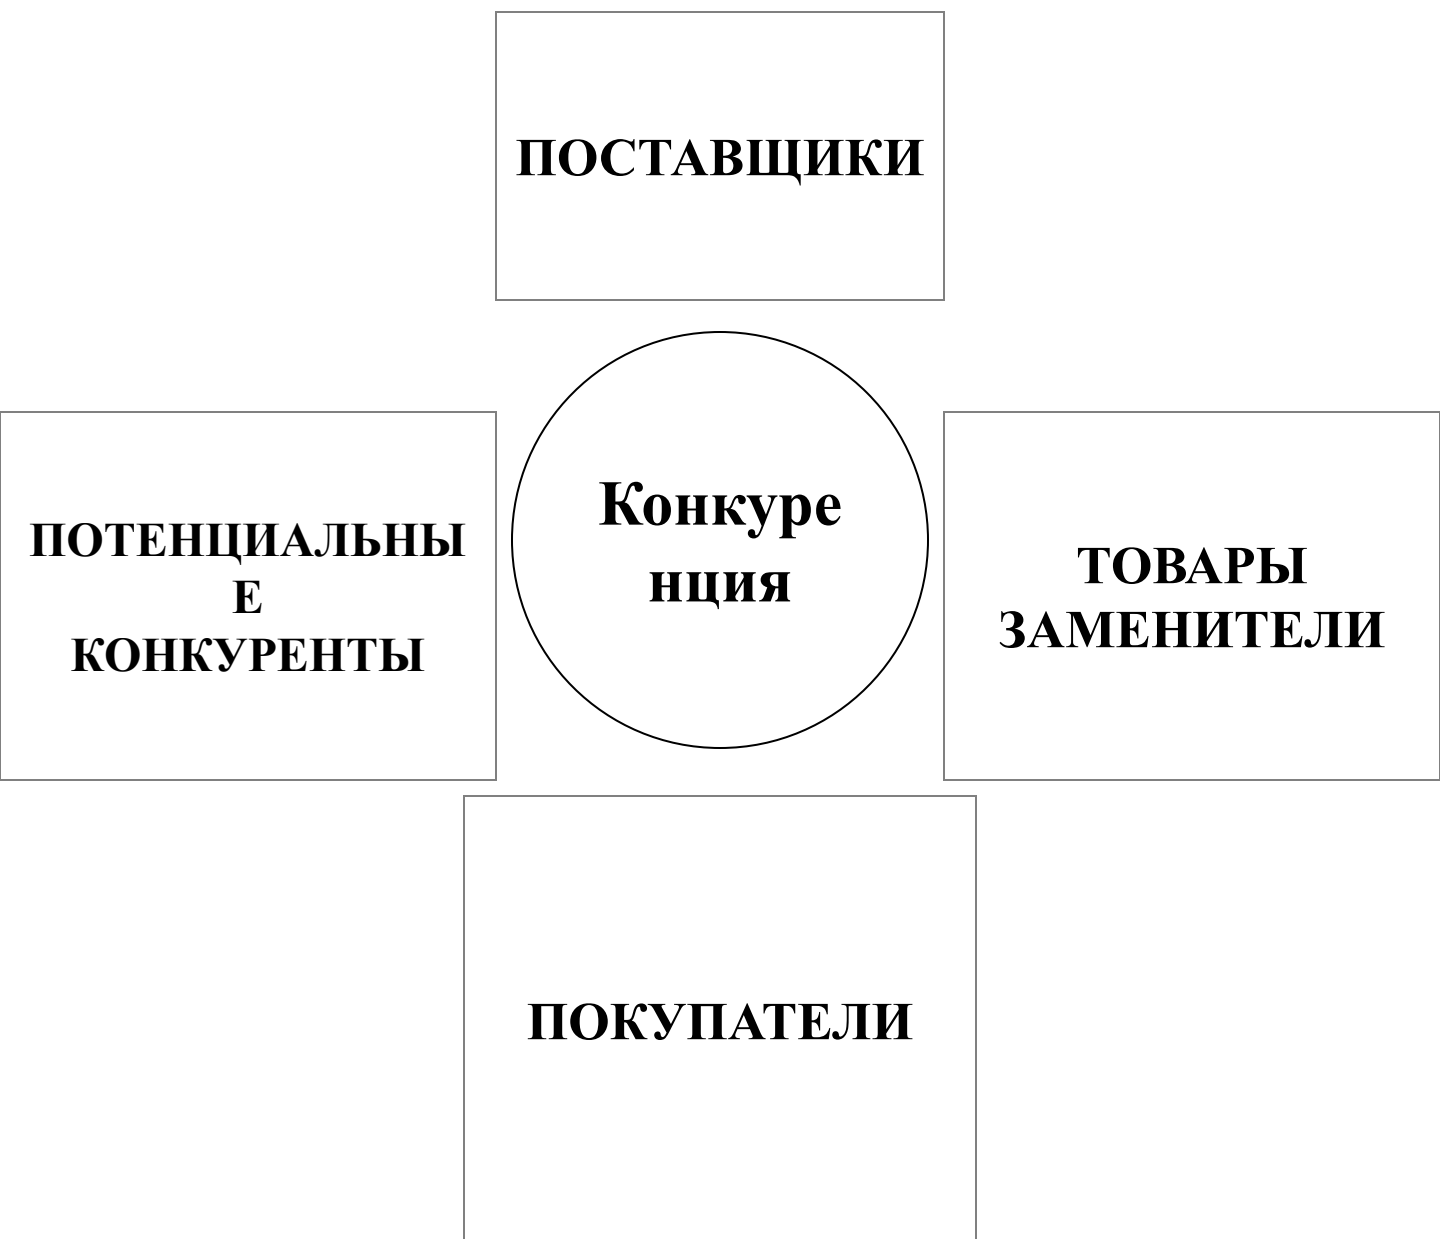 ПОСТАВЩИКИ
Конкуре
нция
ПОТЕНЦИАЛЬНЫ
Е
КОНКУРЕНТЫ
ТОВАРЫ
ЗАМЕНИТЕЛИ
ПОКУПАТЕЛИ